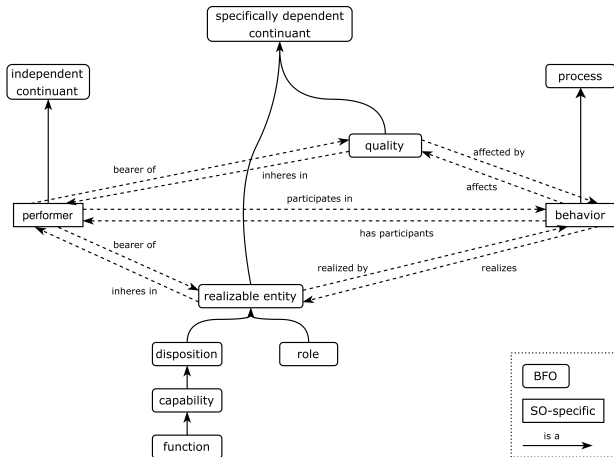 specifically dependent
continuant
independent
continuant
process
quality
affected by
bearer of
inheres in
affects
performer
participates in
behavior
has participants
bearer of
realized by
inheres in
realizes
realizable entity
disposition
role
capability
function
BFO
SO-specific
is a